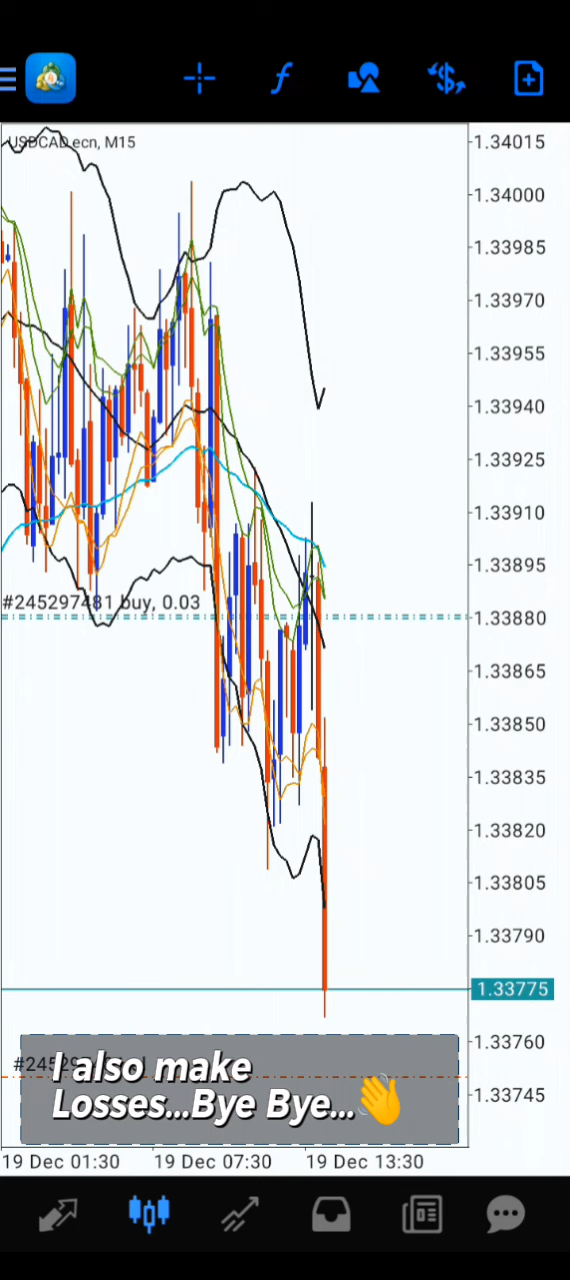 USDCAD.ecn, M15
1.34015
1.34000
1.33985
1.33970
1.33955
1.33940
1.33925
1.33910
1.33895
#245297481 buy, 0.03
1.33880
1.33865
1.33850
1.33835
1.33820
1.33805
1.33790
1.33775
1.33760
I also make
Losses...Bye Bye...👋
1.33745
19 Dec 01:30
19 Dec 07:30
19 Dec 13:30